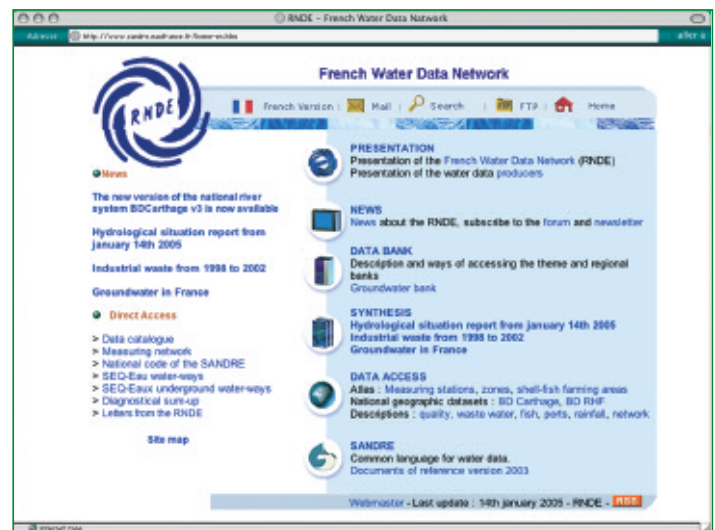 RNDE - French Water Data Network
Adresse
aller à
French Water Data Network
RNDE
French Version | Mail | Search | FTP | Home
News
The new version of the national river
system BDCarthage v3 is now available
Hydrological situation report from
january 14th 2005
Industrial waste from 1998 to 2002
Groundwater in France
Direct Access
> Data catalogue
> Measuring network
> National code of the SANDRE
> SEQ-Eau water-ways
> SEQ-Eaux underground water-ways
> Diagnostical sum-up
> Letters from the RNDE
Site map
PRESENTATION
Presentation of the French Water Data Network (RNDE)
Presentation of the water data producers
NEWS
News about the RNDE, subscribe to the forum and newsletter
DATA BANK
Description and ways of accessing the theme and regional
banks
Groundwater bank
SYNTHESIS
Hydrological situation report from january 14th 2005
Industrial waste from 1998 to 2002
Groundwater in France
DATA ACCESS
Atlas : Measuring stations, zones, shell-fish farming areas
National geographic datasets : BD Carthage, BD RHF
Descriptions : quality, waste water, fish, ports, rainfall, network
SANDRE
Common language for water data.
Documents of reference version 2003
Webmaster - Last update : 14th january 2005 - RNDE - RSS